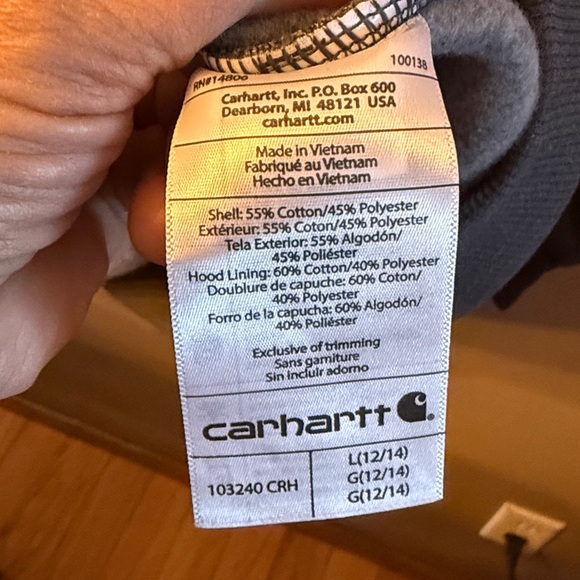 RN#14806
100138
Carhartt, Inc. P.O. Box 600
Dearborn, MI 48121 USA
carhartt.com
Made in Vietnam
Fabriqué au Vietnam
Hecho en Vietnam
Shell: 55% Cotton/45% Polyester
Extérieur: 55% Coton/45% Polyester
Tela Exterior: 55% Algodón/
45% Poliéster
Hood Lining: 60% Cotton/40% Polyester
Doublure de capuche: 60% Coton/
40% Polyester
Forro de la capucha: 60% Algodón/
40% Poliéster
Exclusive of trimming
Sans garniture
Sin incluir adorno
carhartt
103240 CRH
L(12/14)
G(12/14)
G(12/14)